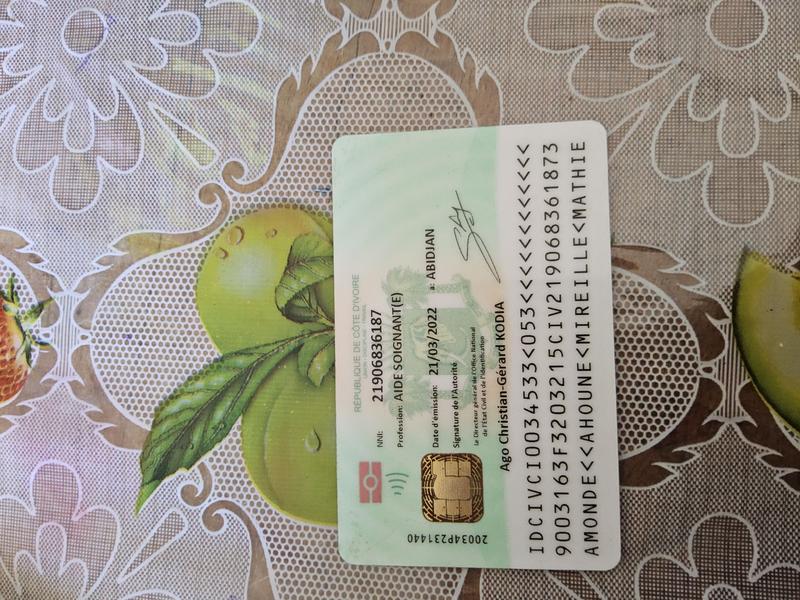 RÉPUBLIQUE DE CÔTE D'IVOIRE
NNI: 21906836187
Profession: AIDE SOIGNANT(E)
Date d'émission: 21/03/2022 a: ABIDJAN
Signature de l'Autorité
Le Directeur général de l'Office National
de l'Etat Civil et de l'Identification
Ago Christian-Gérard KODIA
20034P231440
IDCIVCI0034533<053<<<<<<<<<<<<
9003163F3203215CIV219068361873
AMONDE<<AHOUNE<MIREILLE<MATHIE